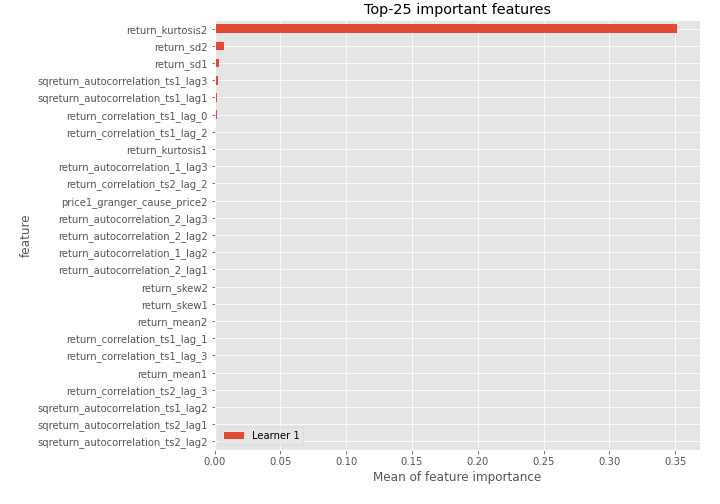 Top-25 important features
return_kurtosis2
return_sd2
return_sd1
sqreturn_autocorrelation_ts1_lag3
sqreturn_autocorrelation_ts1_lag1
return_correlation_ts1_lag_0
return_correlation_ts1_lag_2
return_kurtosis1
return_autocorrelation_1_lag3
return_correlation_ts2_lag_2
price1_granger_cause_price2
return_autocorrelation_2_lag3
return_autocorrelation_2_lag2
return_autocorrelation_1_lag2
return_autocorrelation_2_lag1
return_skew2
return_skew1
return_mean2
return_correlation_ts1_lag_1
return_correlation_ts1_lag_3
return_mean1
return_correlation_ts2_lag_3
sqreturn_autocorrelation_ts1_lag2
sqreturn_autocorrelation_ts2_lag1
sqreturn_autocorrelation_ts2_lag2
feature
Learner 1
0.00 0.05 0.10 0.15 0.20 0.25 0.30 0.35
Mean of feature importance